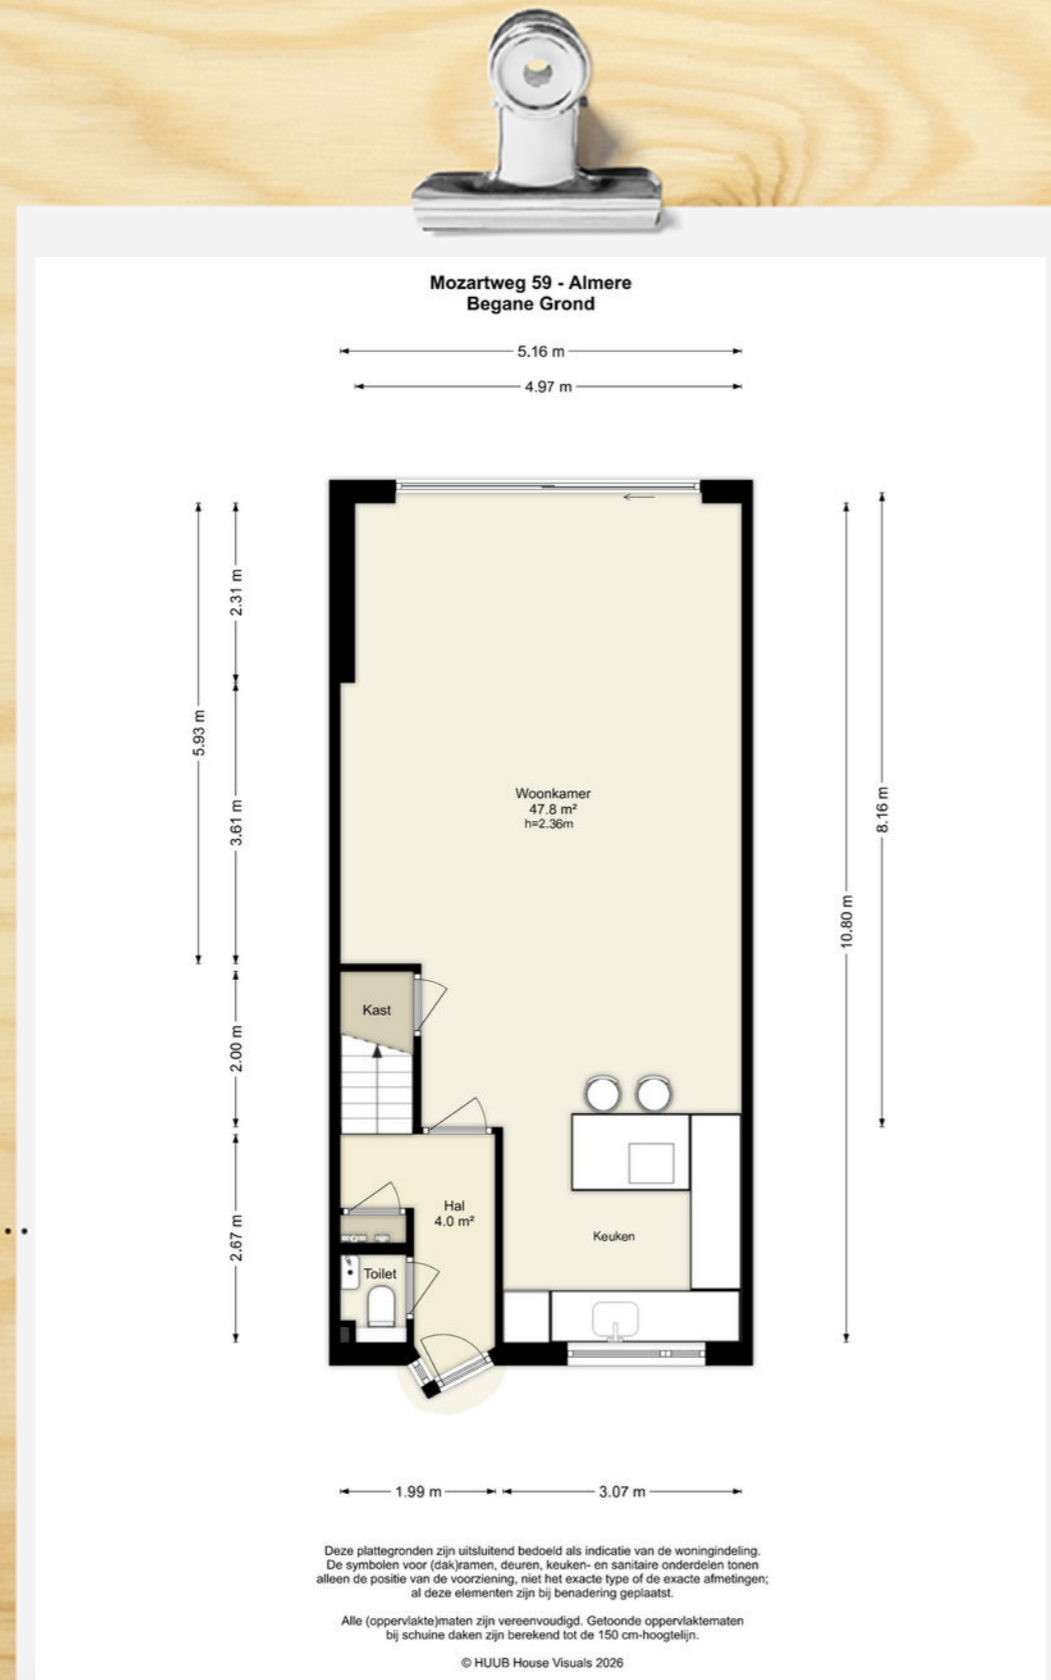 Mozartweg 59 - Almere
Begane Grond
5.16 m
4.97 m
2.31 m
5.93 m
3.61 m
8.16 m
10.80 m
Woonkamer
47.8 m²
h=2.36m
Kast
2.00 m
Hal
4.0 m²
2.67 m
Keuken
Toilet
1.99 m
3.07 m
Deze plattegronden zijn uitsluitend bedoeld als indicatie van de woningindeling.
De symbolen voor (dak)ramen, deuren, keuken- en sanitaire onderdelen tonen
alleen de positie van de voorziening, niet het exacte type of de exacte afmetingen;
al deze elementen zijn bij benadering geplaatst.
Alle (oppervlakte)maten zijn vereenvoudigd. Getoonde oppervlaktematen
bij schuine daken zijn berekend tot de 150 cm-hoogtelijn.
© HUUB House Visuals 2026